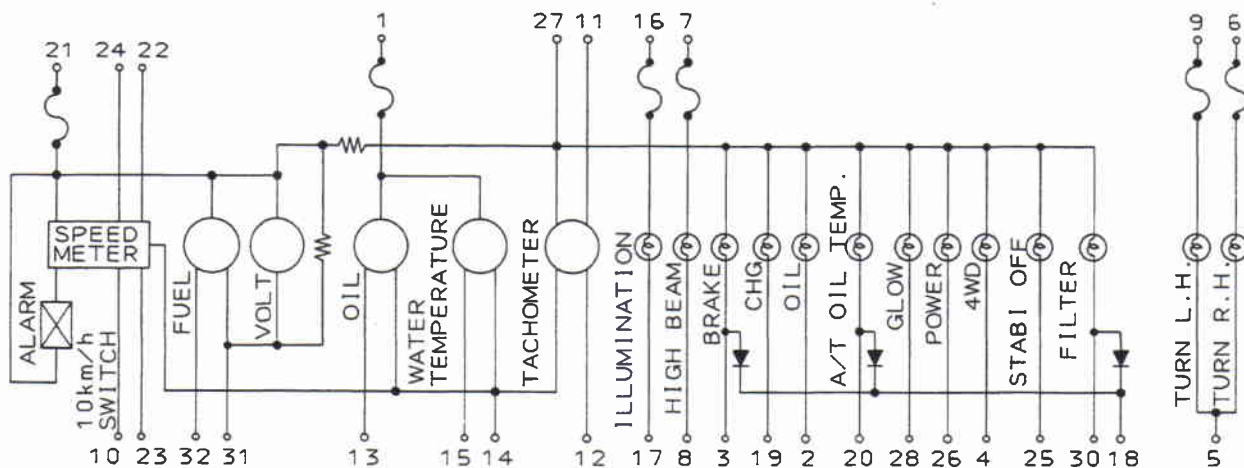 1
27 11
16 7
9 6
21
24 22
SPEED
METER
ALARM
10km/h
SWITCH
FUEL
VOLT
OIL
WATER
TEMPERATURE
TACHOMETER
ILLUMINATION
HIGH BEAM
BRAKE
CHG
OIL
A/T OIL TEMP.
GLOW
POWER
4WD
STABI OFF
FILTER
TURN L.H.
TURN R.H.
10 23 32 31 13 15 14 12 17 8 3 19 2 20 28 26 4 25 30 18 5